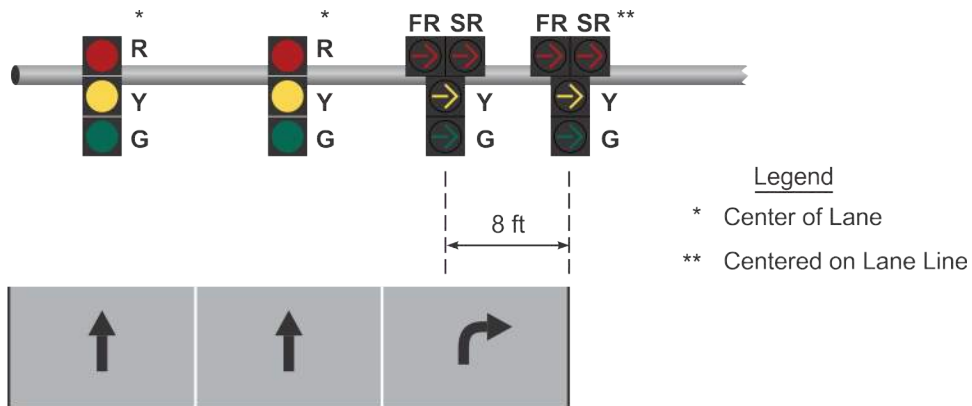 * * FR SR FR SR **
R R
Y Y Y Y
G G G G
8 ft
Legend
* Center of Lane
** Centered on Lane Line